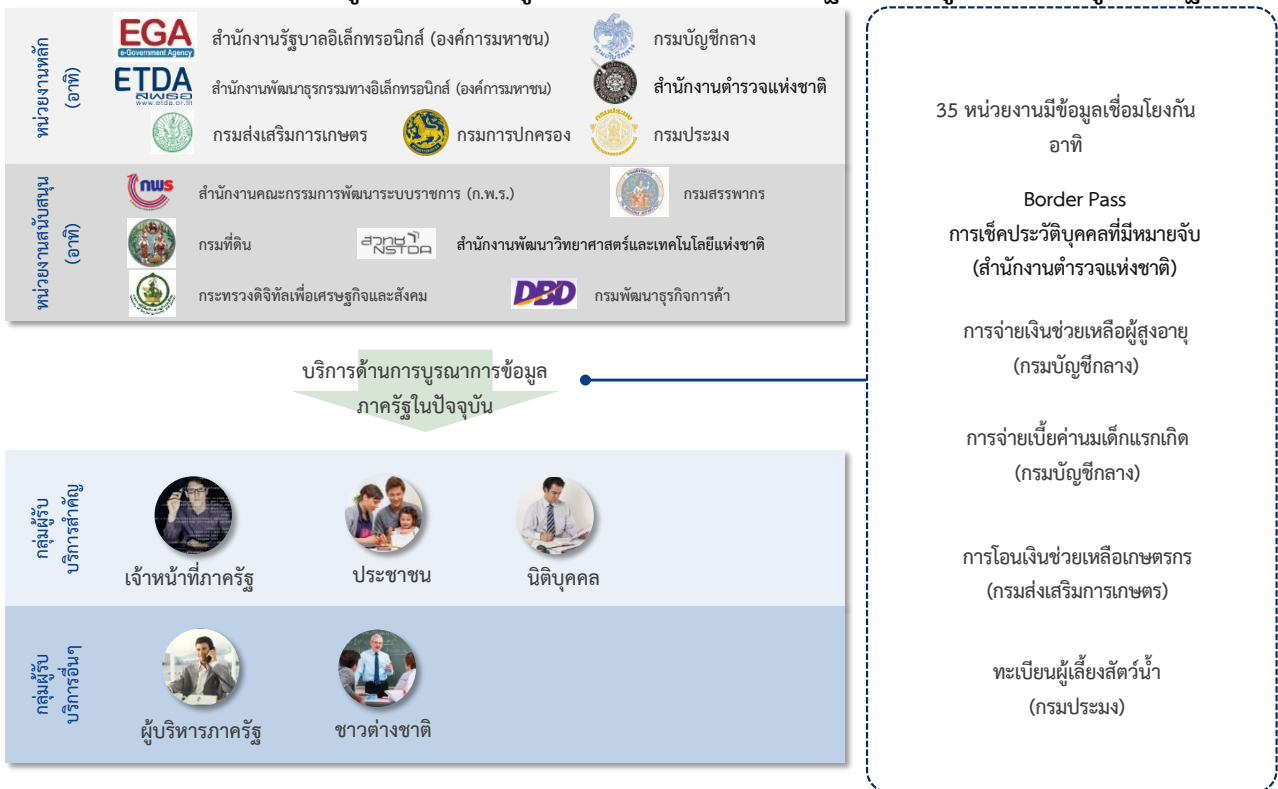 หน่วยงานหลัก
(อาทิ)
EGA
e-Government Agency
สำนักงานรัฐบาลอิเล็กทรอนิกส์ (องค์การมหาชน)
กรมบัญชีกลาง
ETDA
สพธอ
www.etda.or.th
สำนักงานพัฒนาธุรกรรมทางอิเล็กทรอนิกส์ (องค์การมหาชน)
สำนักงานตำรวจแห่งชาติ
กรมส่งเสริมการเกษตร
กรมการปกครอง
กรมประมง
หน่วยงานสนับสนุน
(อาทิ)
กพร
สำนักงานคณะกรรมการพัฒนาระบบราชการ (ก.พ.ร.)
กรมสรรพากร
กรมที่ดิน
สวทช
NSTDA
สำนักงานพัฒนาวิทยาศาสตร์และเทคโนโลยีแห่งชาติ
กระทรวงดิจิทัลเพื่อเศรษฐกิจและสังคม
DBD
กรมพัฒนาธุรกิจการค้า
บริการด้านการบูรณาการข้อมูล
ภาครัฐในปัจจุบัน
กลุ่มผู้รับ
บริการสำคัญ
เจ้าหน้าที่ภาครัฐ
ประชาชน
นิติบุคคล
กลุ่มผู้รับ
บริการอื่นๆ
ผู้บริหารภาครัฐ
ชาวต่างชาติ
35 หน่วยงานมีข้อมูลเชื่อมโยงกัน
อาทิ
Border Pass
การเช็คประวัติบุคคลที่มีหมายจับ
(สำนักงานตำรวจแห่งชาติ)
การจ่ายเงินช่วยเหลือผู้สูงอายุ
(กรมบัญชีกลาง)
การจ่ายเบี้ยค่านมเด็กแรกเกิด
(กรมบัญชีกลาง)
การโอนเงินช่วยเหลือเกษตรกร
(กรมส่งเสริมการเกษตร)
ทะเบียนผู้เลี้ยงสัตว์น้ำ
(กรมประมง)